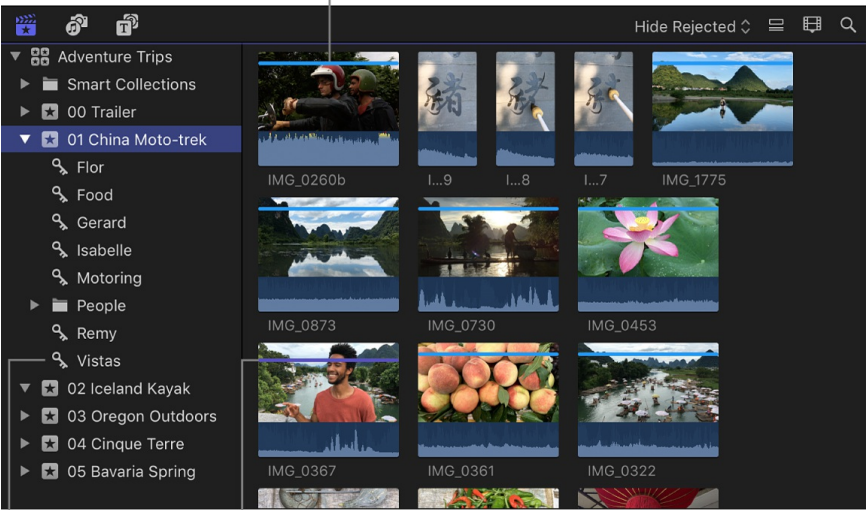 Hide Rejected
Adventure Trips
Smart Collections
00 Trailer
01 China Moto-trek
Flor
Food
Gerard
Isabelle
Motoring
People
Remy
Vistas
02 Iceland Kayak
03 Oregon Outdoors
04 Cinque Terre
05 Bavaria Spring
猪
IMG_0260b
I...9
I...8
I...7
IMG_1775
IMG_0873
IMG_0730
IMG_0453
IMG_0367
IMG_0361
IMG_0322